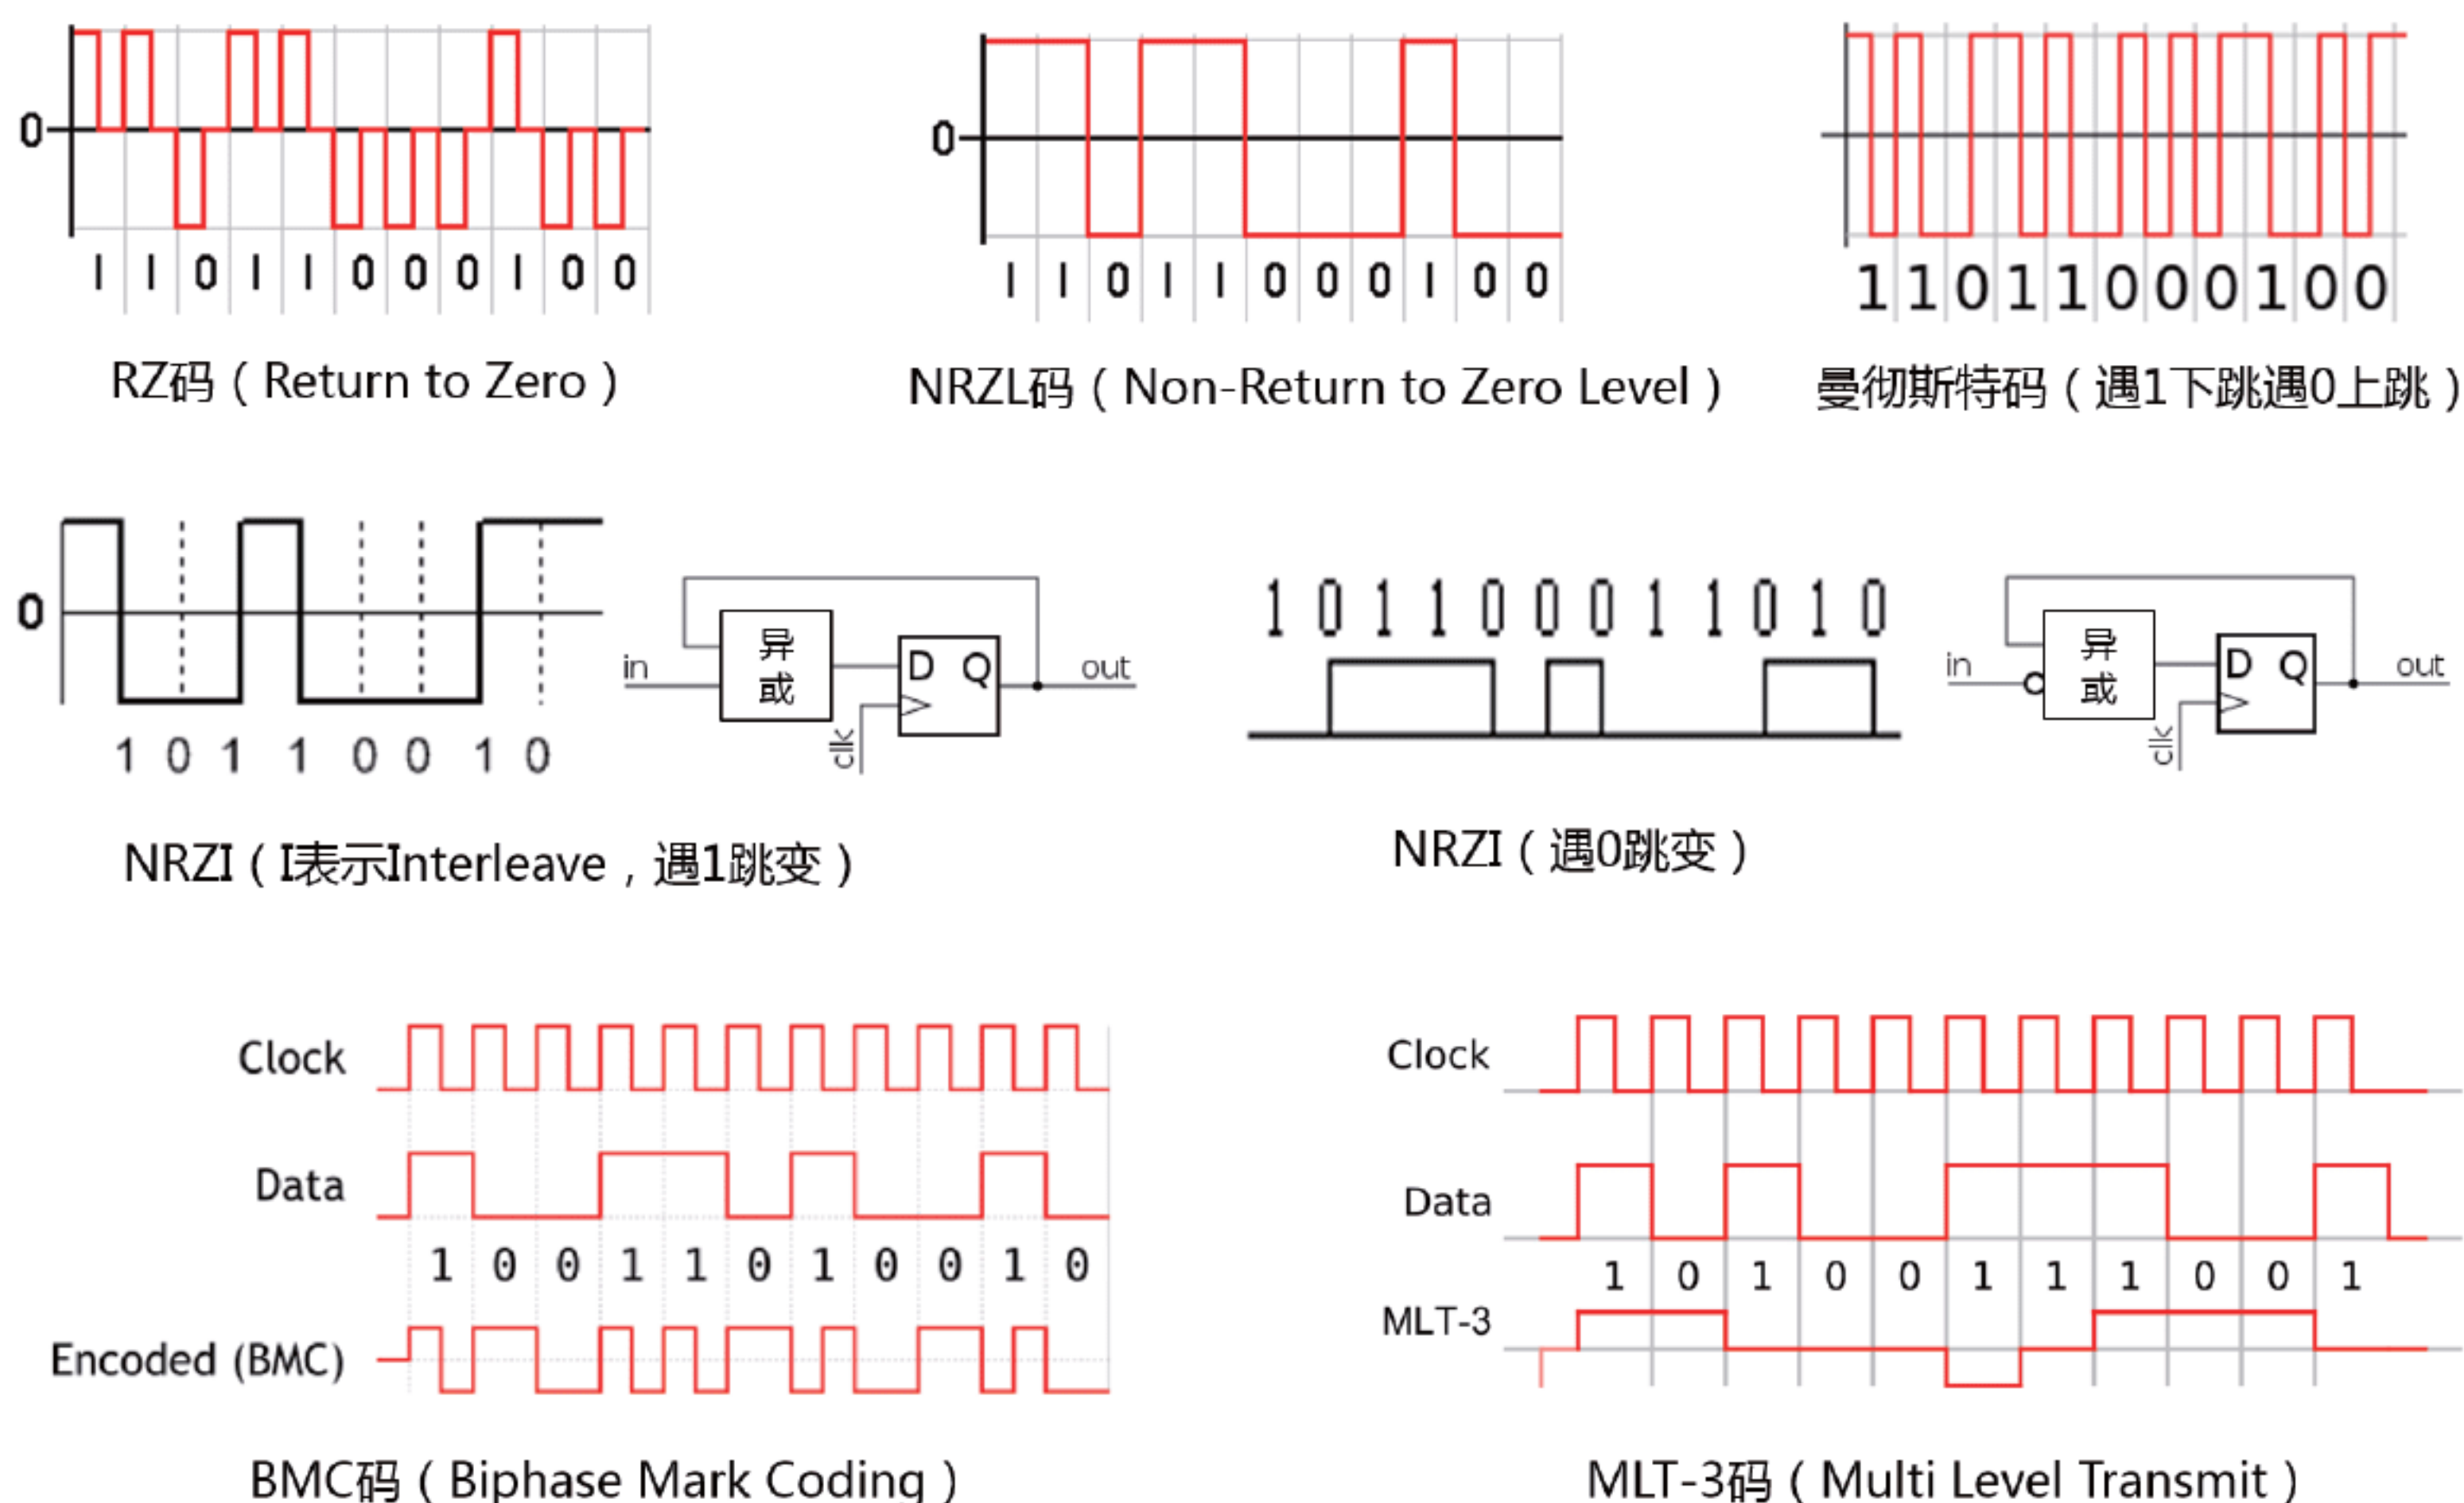 0
1 1 0 1 1 0 0 0 1 0 0
RZ码（Return to Zero）
0
1 1 0 1 1 0 0 0 1 0 0
NRZL码（Non-Return to Zero Level）
1 1 0 1 1 0 0 0 1 0 0
曼彻斯特码（遇1下跳遇0上跳）
0
1 0 1 1 0 0 1 0
in
异
或
D Q
clk
out
NRZI（I表示Interleave，遇1跳变）
1 0 1 1 0 0 0 1 1 0 1 0
in
异
或
D Q
clk
out
NRZI（遇0跳变）
Clock
Data
1 0 0 1 1 0 1 0 0 1 0
Encoded (BMC)
BMC码（Biphase Mark Coding）
Clock
Data
1 0 1 0 0 1 1 1 0 0 1
MLT-3
MLT-3码（Multi Level Transmit）